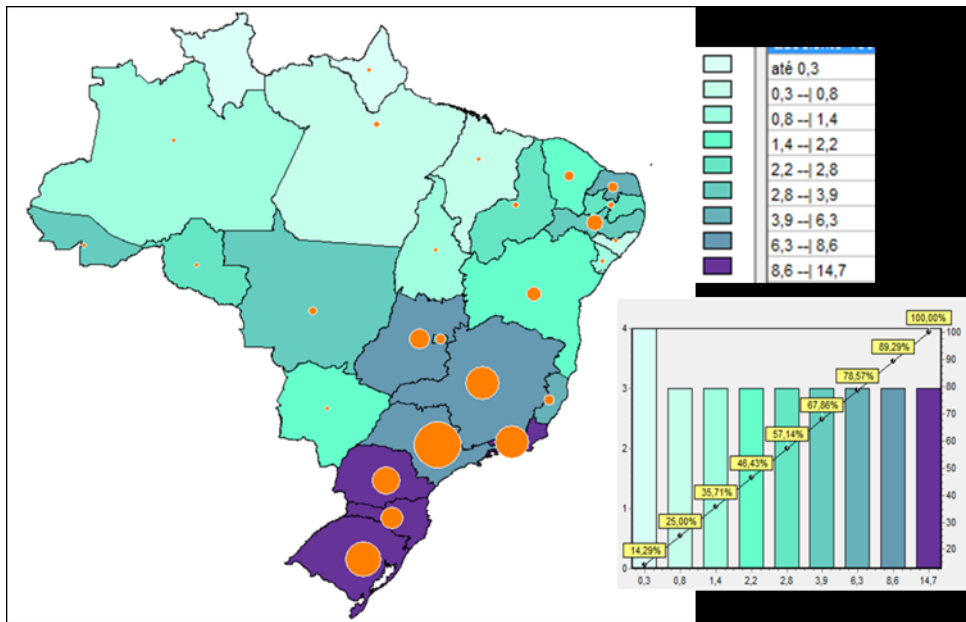 até 0,3
0,3 --| 0,8
0,8 --| 1,4
1,4 --| 2,2
2,2 --| 2,8
2,8 --| 3,9
3,9 --| 6,3
6,3 --| 8,6
8,6 --| 14,7
4
3
2
1
0
14,29%
25,00%
35,71%
46,43%
57,14%
67,86%
78,57%
89,29%
100,00%
100
90
80
70
60
50
40
30
20
0,3 0,8 1,4 2,2 2,8 3,9 6,3 8,6 14,7